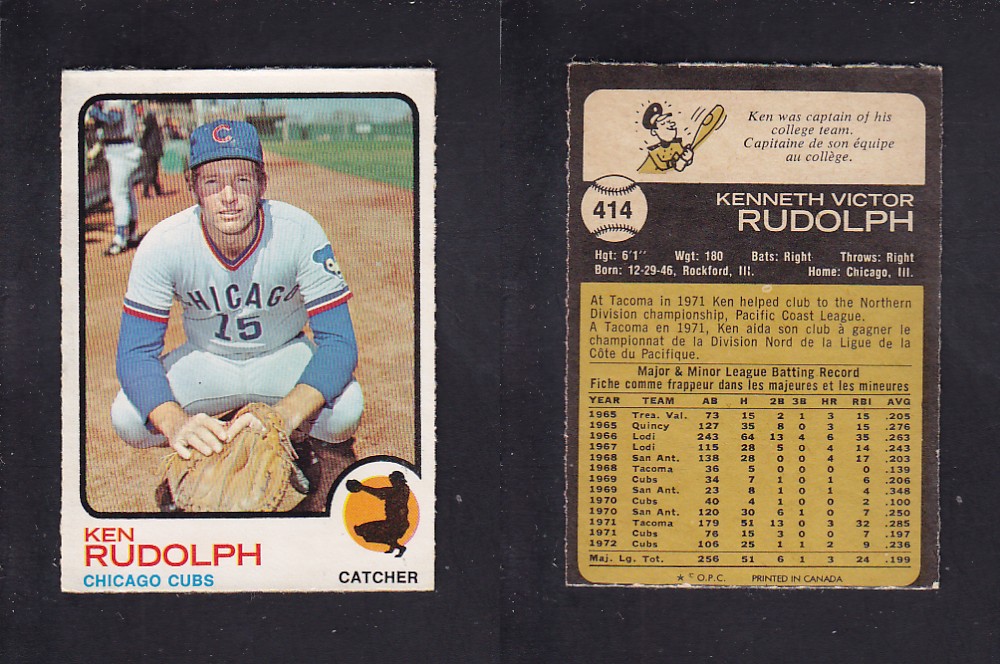 C
CHICAGO
15
KEN
RUDOLPH
CHICAGO CUBS
CATCHER
Ken was captain of his
college team.
Capitaine de son équipe
au collège.
414
KENNETH VICTOR
RUDOLPH
Hgt: 6'1" Wgt: 180 Bats: Right Throws: Right
Born: 12-29-46, Rockford, Ill. Home: Chicago, Ill.
At Tacoma in 1971 Ken helped club to the Northern
Division championship, Pacific Coast League.
A Tacoma en 1971, Ken aida son club à gagner le
championnat de la Division Nord de la Ligue de la
Côte du Pacifique.
Major & Minor League Batting Record
Fiche comme frappeur dans les majeures et les mineures
YEAR TEAM AB H 2B 3B HR RBI AVG
1965 Trea. Val. 73 15 2 1 3 15 .205
1965 Quincy 127 35 8 0 3 15 .276
1966 Lodi 243 64 13 4 6 35 .263
1967 Lodi 115 28 5 0 4 14 .243
1968 San Ant. 138 28 0 0 4 17 .203
1968 Tacoma 36 5 0 0 0 0 .139
1969 Cubs 34 7 1 0 1 6 .206
1969 San Ant. 23 8 1 0 1 4 .348
1970 Cubs 40 4 1 0 0 2 .100
1970 San Ant. 120 30 6 1 0 7 .250
1971 Tacoma 179 51 13 0 3 32 .285
1971 Cubs 76 15 3 0 0 7 .197
1972 Cubs 106 25 1 1 2 9 .236
Maj. Lg. Tot. 256 51 6 1 3 24 .199
★ © O.P.C. PRINTED IN CANADA